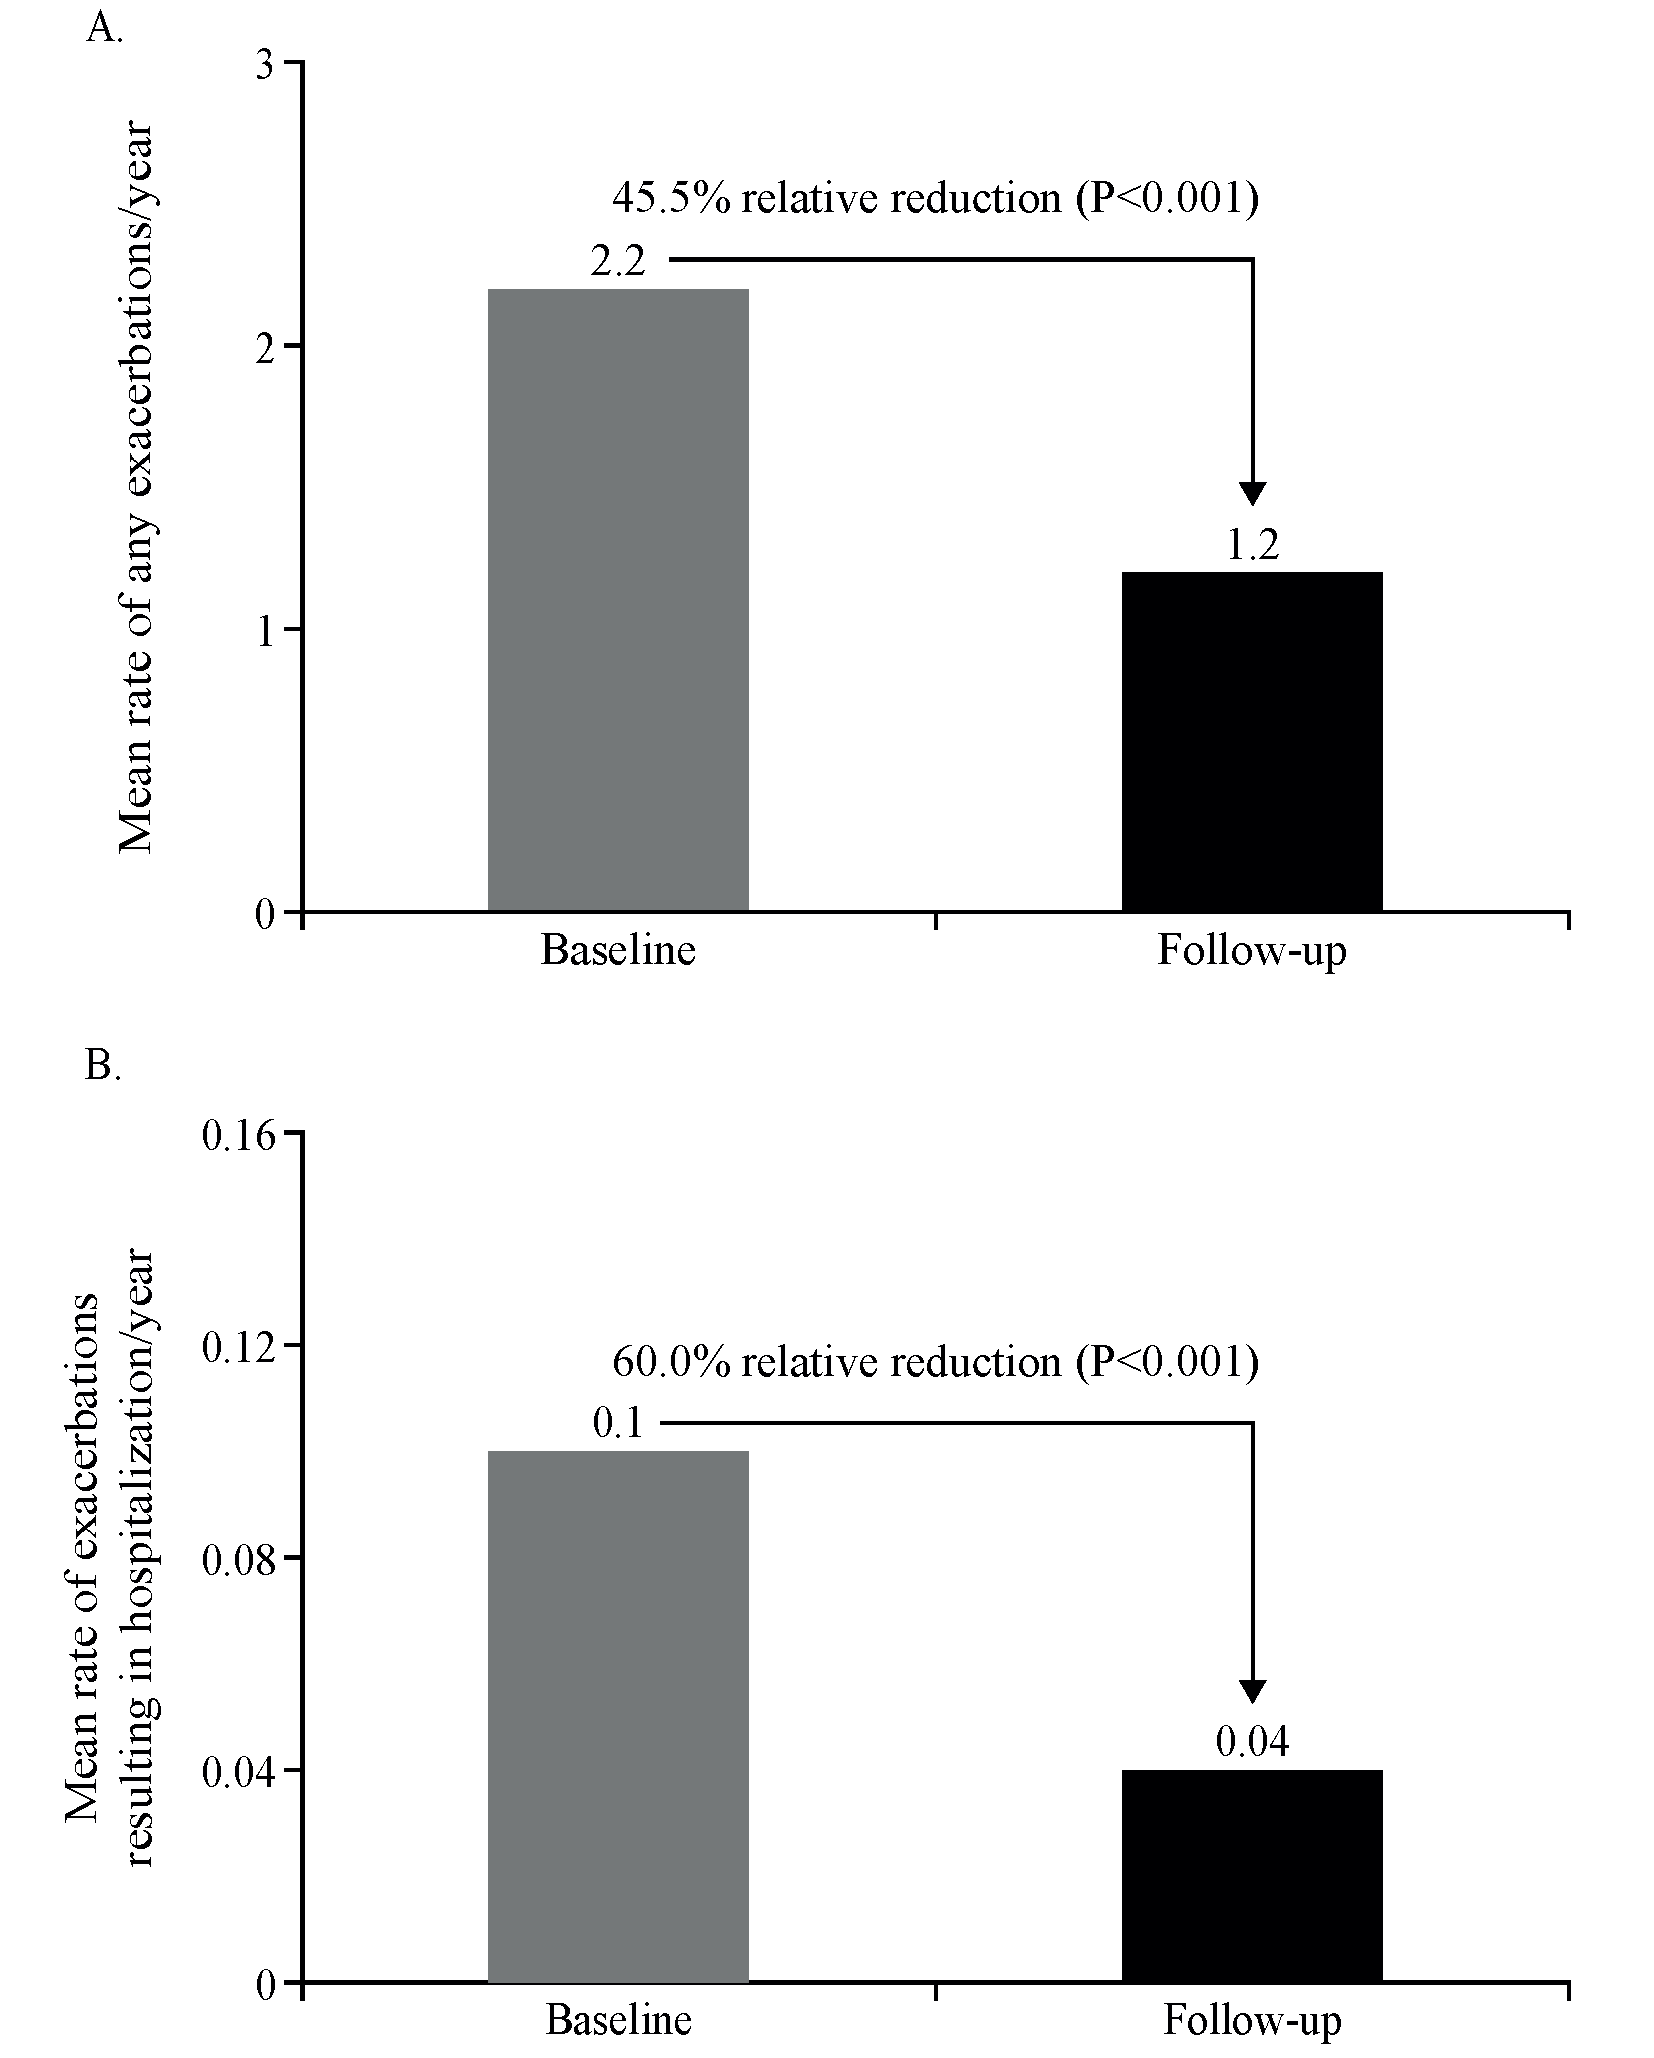 A.
Mean rate of any exacerbations/year
3
2
1
0
45.5% relative reduction (P<0.001)
2.2
1.2
Baseline
Follow-up
B.
Mean rate of exacerbations
resulting in hospitalization/year
0.16
0.12
0.08
0.04
0
60.0% relative reduction (P<0.001)
0.1
0.04
Baseline
Follow-up